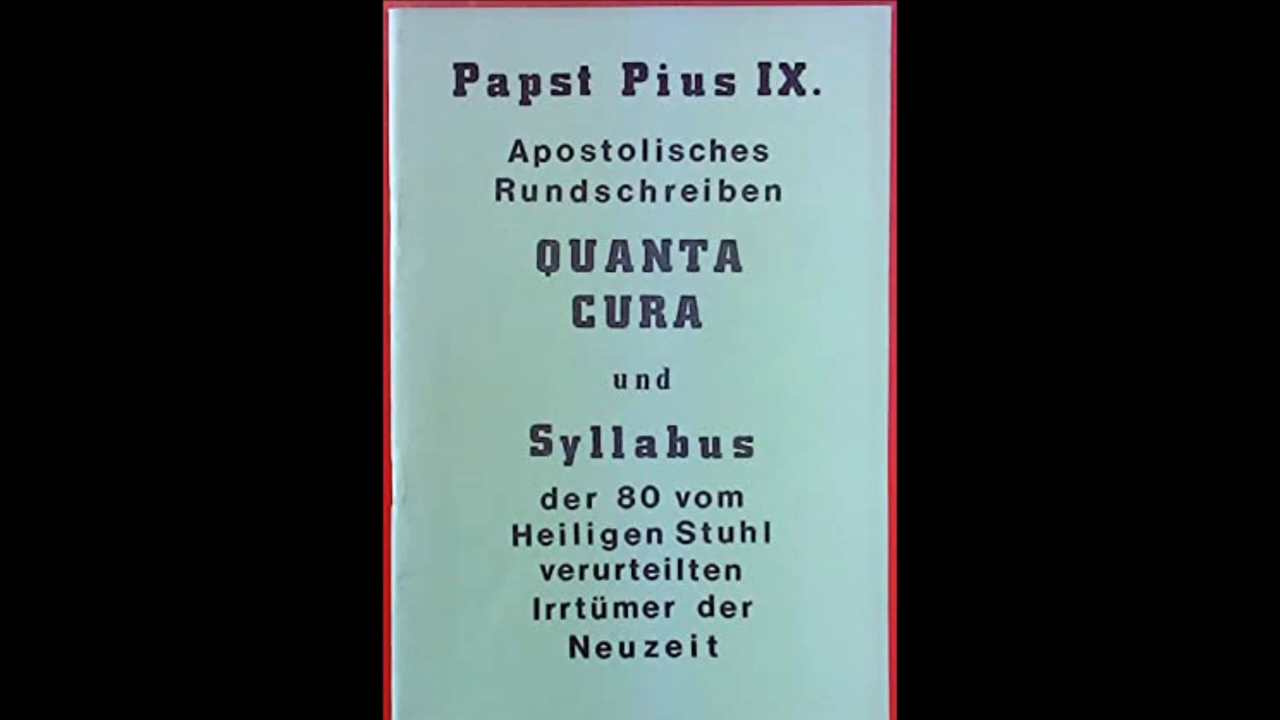 Papst Pius IX.
Apostolisches
Rundschreiben
QUANTA
CURA
und
Syllabus
der 80 vom
Heiligen Stuhl
verurteilten
Irrtümer der
Neuzeit